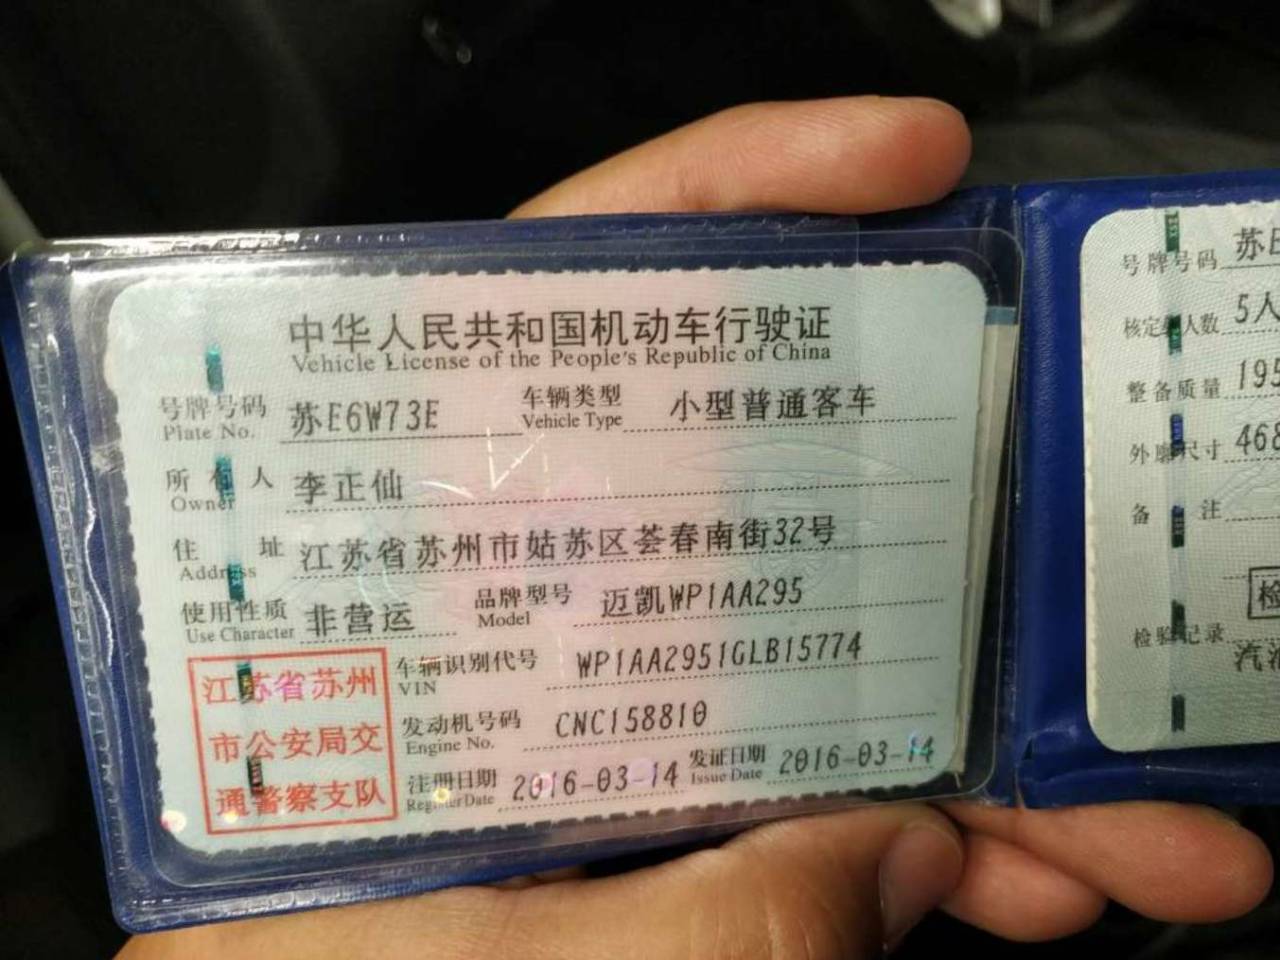 中华人民共和国机动车行驶证
Vehicle License of the People's Republic of China
号牌号码 苏E6W73E 车辆类型 小型普通客车
Plate No. Vehicle Type
所有人 李正仙
Owner
住址 江苏省苏州市姑苏区荟春南街32号
Address
使用性质 非营运 品牌型号 迈凯WP1AA295
Use Character Model
江苏省苏州
市公安局交
通警察支队
车辆识别代号 WP1AA2951GLB15774
VIN
发动机号码 CNC158810
Engine No.
注册日期 2016-03-14 发证日期 2016-03-14
Register Date Issue Date
号牌号码 苏E
核定载人数 5人
整备质量 195
外廓尺寸 468
备注
检验记录
检
汽油